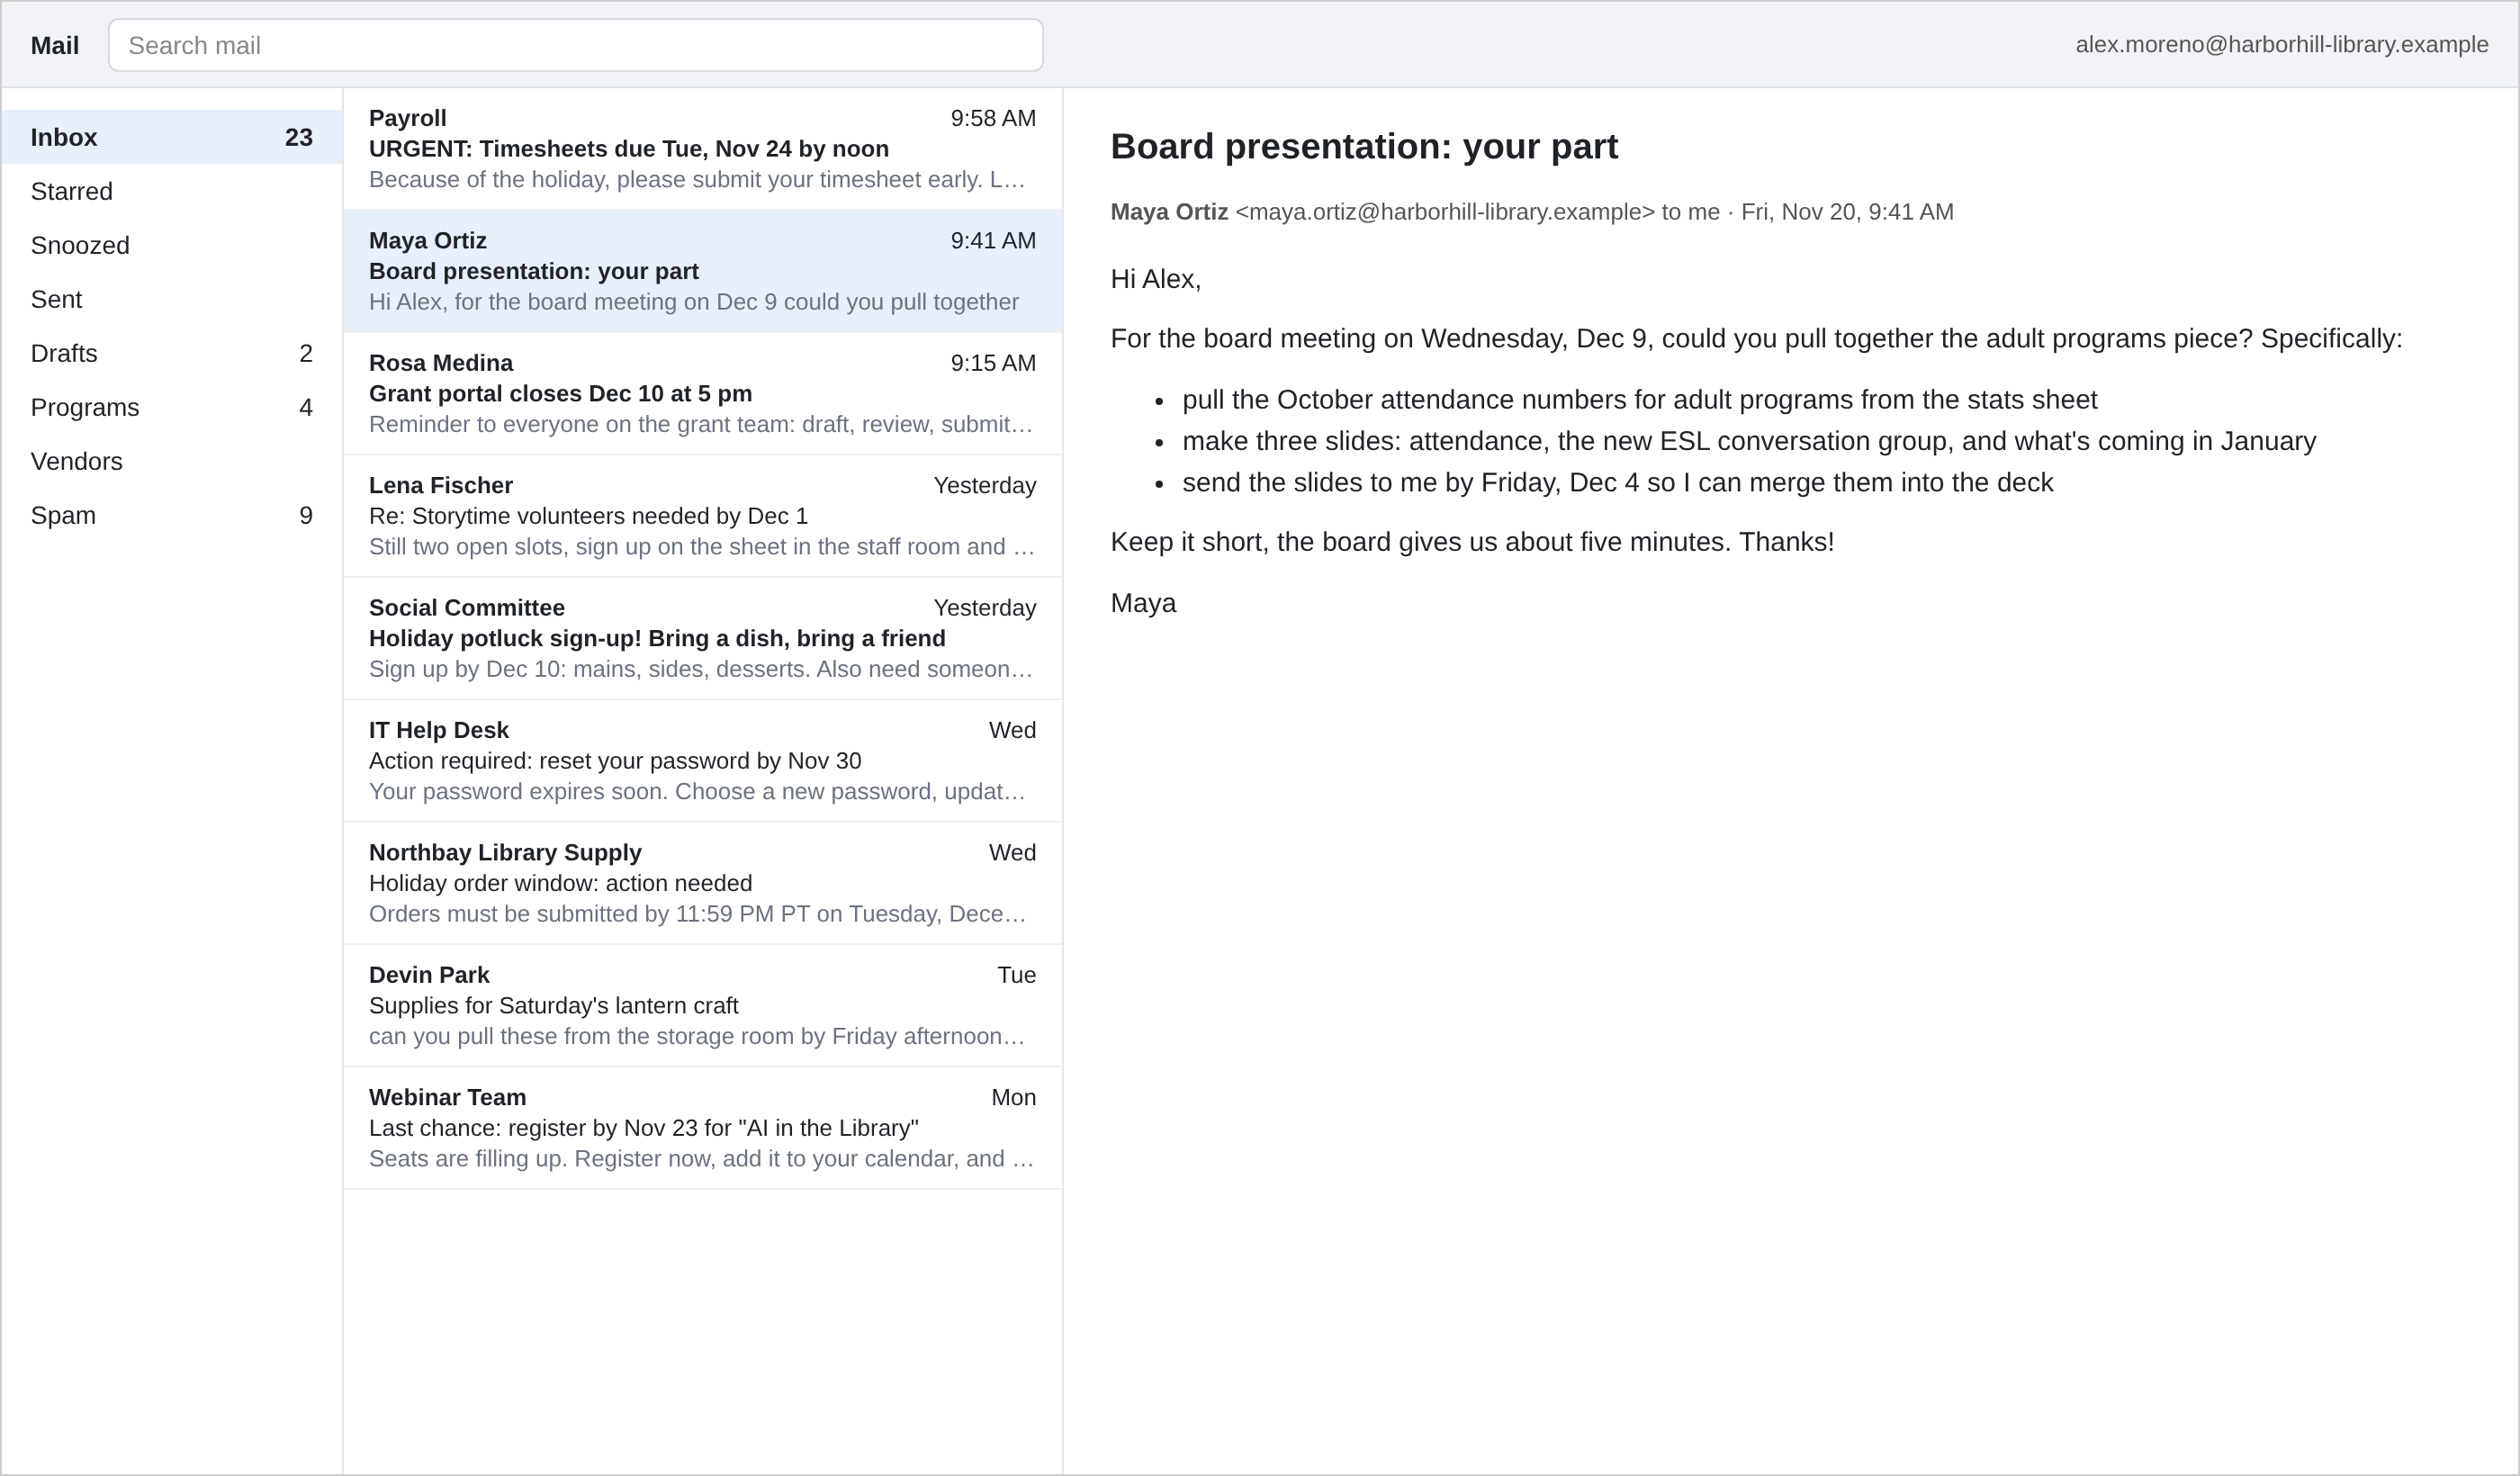 Mail
Search mail
alex.moreno@harborhill-library.example
Inbox 23
Starred
Snoozed
Sent
Drafts 2
Programs 4
Vendors
Spam 9
Payroll 9:58 AM
URGENT: Timesheets due Tue, Nov 24 by noon
Because of the holiday, please submit your timesheet early. L…
Maya Ortiz 9:41 AM
Board presentation: your part
Hi Alex, for the board meeting on Dec 9 could you pull together
Rosa Medina 9:15 AM
Grant portal closes Dec 10 at 5 pm
Reminder to everyone on the grant team: draft, review, submit…
Lena Fischer Yesterday
Re: Storytime volunteers needed by Dec 1
Still two open slots, sign up on the sheet in the staff room and …
Social Committee Yesterday
Holiday potluck sign-up! Bring a dish, bring a friend
Sign up by Dec 10: mains, sides, desserts. Also need someon…
IT Help Desk Wed
Action required: reset your password by Nov 30
Your password expires soon. Choose a new password, updat…
Northbay Library Supply Wed
Holiday order window: action needed
Orders must be submitted by 11:59 PM PT on Tuesday, Dece…
Devin Park Tue
Supplies for Saturday's lantern craft
can you pull these from the storage room by Friday afternoon…
Webinar Team Mon
Last chance: register by Nov 23 for "AI in the Library"
Seats are filling up. Register now, add it to your calendar, and …
Board presentation: your part
Maya Ortiz <maya.ortiz@harborhill-library.example> to me · Fri, Nov 20, 9:41 AM
Hi Alex,
For the board meeting on Wednesday, Dec 9, could you pull together the adult programs piece? Specifically:
• pull the October attendance numbers for adult programs from the stats sheet
• make three slides: attendance, the new ESL conversation group, and what's coming in January
• send the slides to me by Friday, Dec 4 so I can merge them into the deck
Keep it short, the board gives us about five minutes. Thanks!
Maya